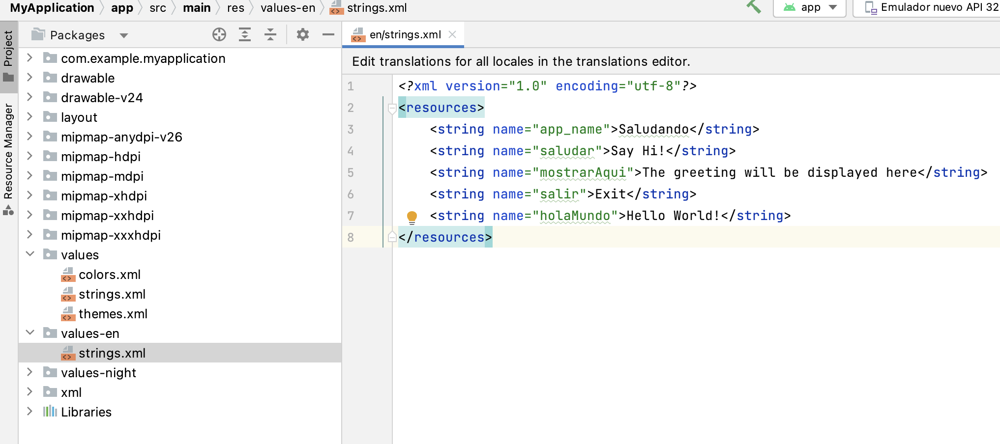 MyApplication app src main res values-en strings.xml app Emulador nuevo API 32
Project
Resource Manager
Packages
com.example.myapplication
drawable
drawable-v24
layout
mipmap-anydpi-v26
mipmap-hdpi
mipmap-mdpi
mipmap-xhdpi
mipmap-xxhdpi
mipmap-xxxhdpi
values
colors.xml
strings.xml
themes.xml
values-en
strings.xml
values-night
xml
Libraries
en/strings.xml
Edit translations for all locales in the translations editor.
1 <?xml version="1.0" encoding="utf-8"?>
2 <resources>
3 <string name="app_name">Saludando</string>
4 <string name="saludar">Say Hi!</string>
5 <string name="mostrarAqui">The greeting will be displayed here</string>
6 <string name="salir">Exit</string>
7 <string name="holaMundo">Hello World!</string>
8 </resources>